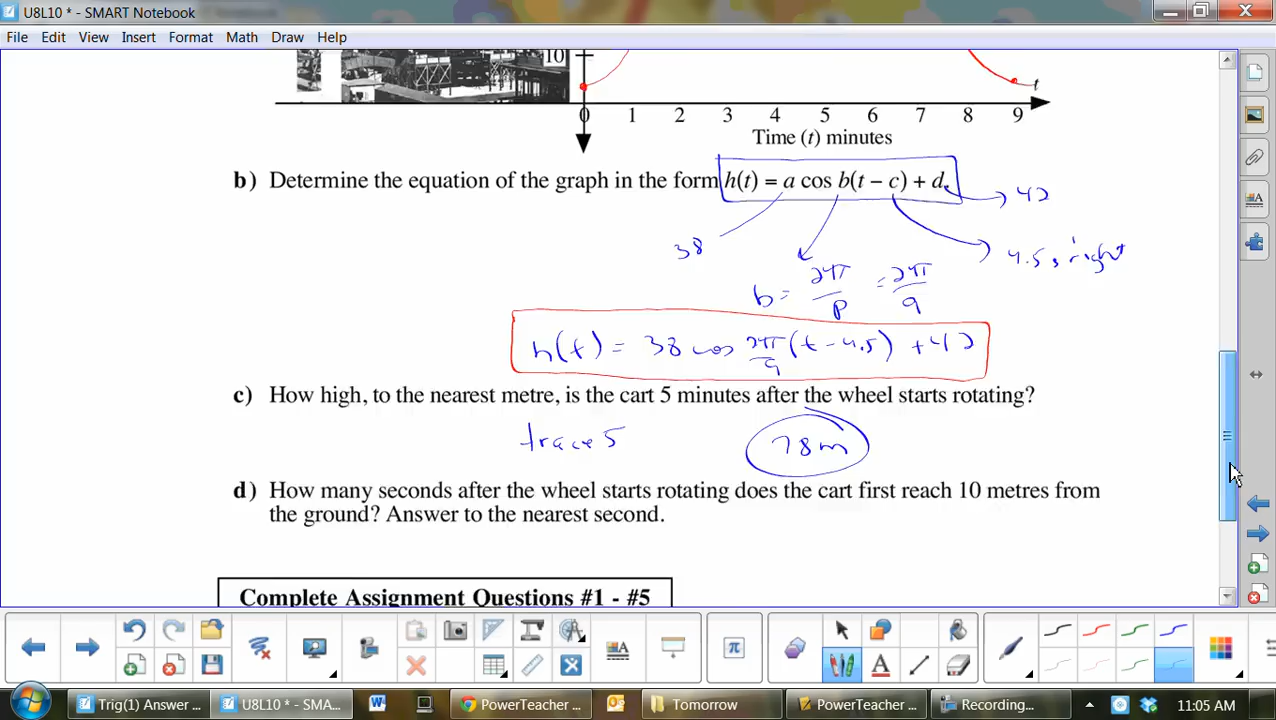 U8L10 * - SMART Notebook
File Edit View Insert Format Math Draw Help
10
t
0 1 2 3 4 5 6 7 8 9
Time (t) minutes
b) Determine the equation of the graph in the form h(t) = a cos b(t − c) + d.
42
38
4.5, right
b = 2π/P = 2π/9
h(t) = 38 cos 2π/9 (t - 4.5) + 42
c) How high, to the nearest metre, is the cart 5 minutes after the wheel starts rotating?
trace 5 78m
d) How many seconds after the wheel starts rotating does the cart first reach 10 metres from
the ground? Answer to the nearest second.
Complete Assignment Questions #1 - #5
Trig(1) Answer ... U8L10 * - SMA... PowerTeacher ... Tomorrow PowerTeacher ... Recording... 11:05 AM